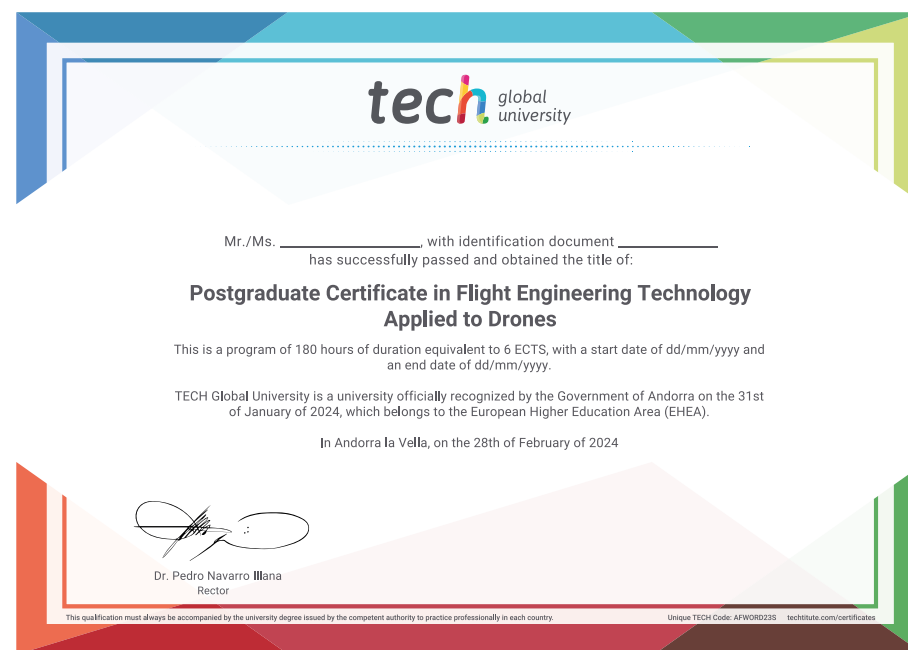 tech global university
Mr./Ms. ____________________, with identification document ______________
has successfully passed and obtained the title of:
Postgraduate Certificate in Flight Engineering Technology
Applied to Drones
This is a program of 180 hours of duration equivalent to 6 ECTS, with a start date of dd/mm/yyyy and
an end date of dd/mm/yyyy.
TECH Global University is a university officially recognized by the Government of Andorra on the 31st
of January of 2024, which belongs to the European Higher Education Area (EHEA).
In Andorra la Vella, on the 28th of February of 2024
Dr. Pedro Navarro Illana
Rector
This qualification must always be accompanied by the university degree issued by the competent authority to practice professionally in each country.
Unique TECH Code: AFWORD23S techtitute.com/certificates